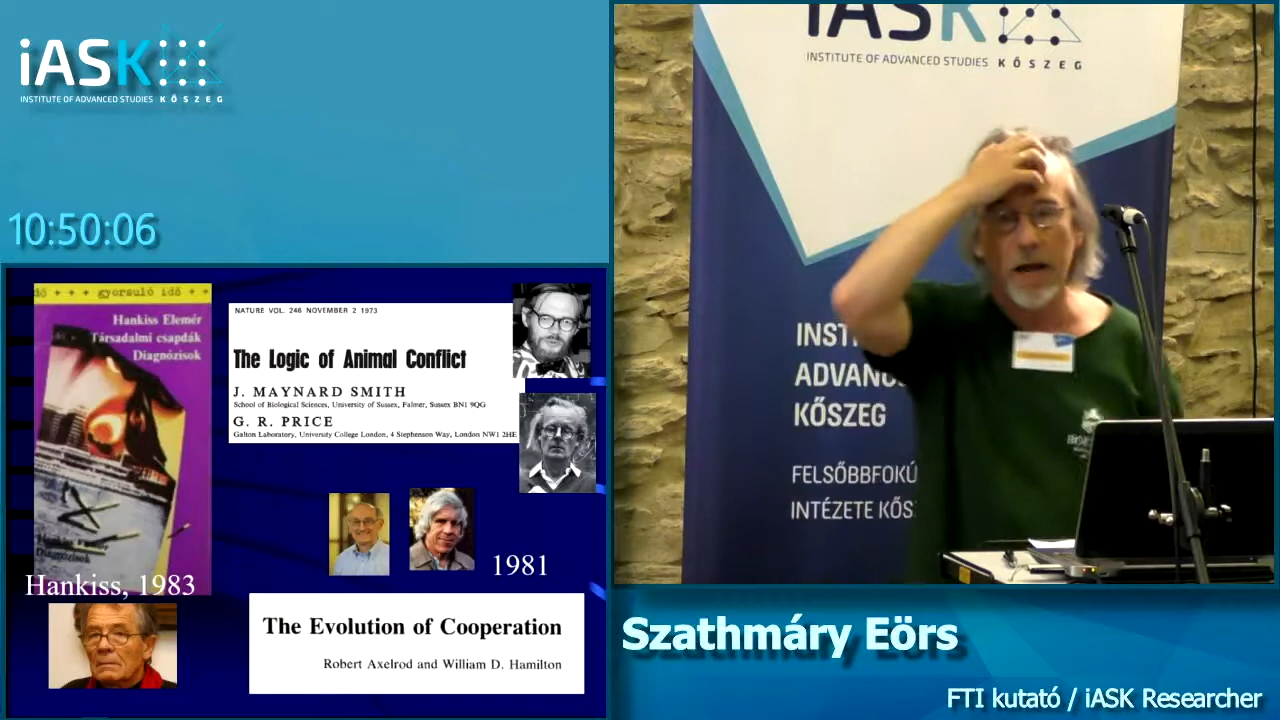 iASK
INSTITUTE OF ADVANCED STUDIES KŐSZEG
10:50:06
+ + + gyorsuló idő + +
Hankiss Elemér
Társadalmi csapdák
Diagnózisok
Diagnózisok
Hankiss, 1983
NATURE VOL. 246 NOVEMBER 2 1973
The Logic of Animal Conflict
J. MAYNARD SMITH
School of Biological Sciences, University of Sussex, Falmer, Sussex BN1 9QG
G. R. PRICE
Galton Laboratory, University College London, 4 Stephenson Way, London NW1 2HE
1981
The Evolution of Cooperation
Robert Axelrod and William D. Hamilton
iASK
INSTITUTE OF ADVANCED STUDIES KŐSZEG
INST
ADVANC
KŐSZEG
FELSŐBBFOKÚ
INTÉZETE KŐS
Szathmáry Eörs
FTI kutató / iASK Researcher